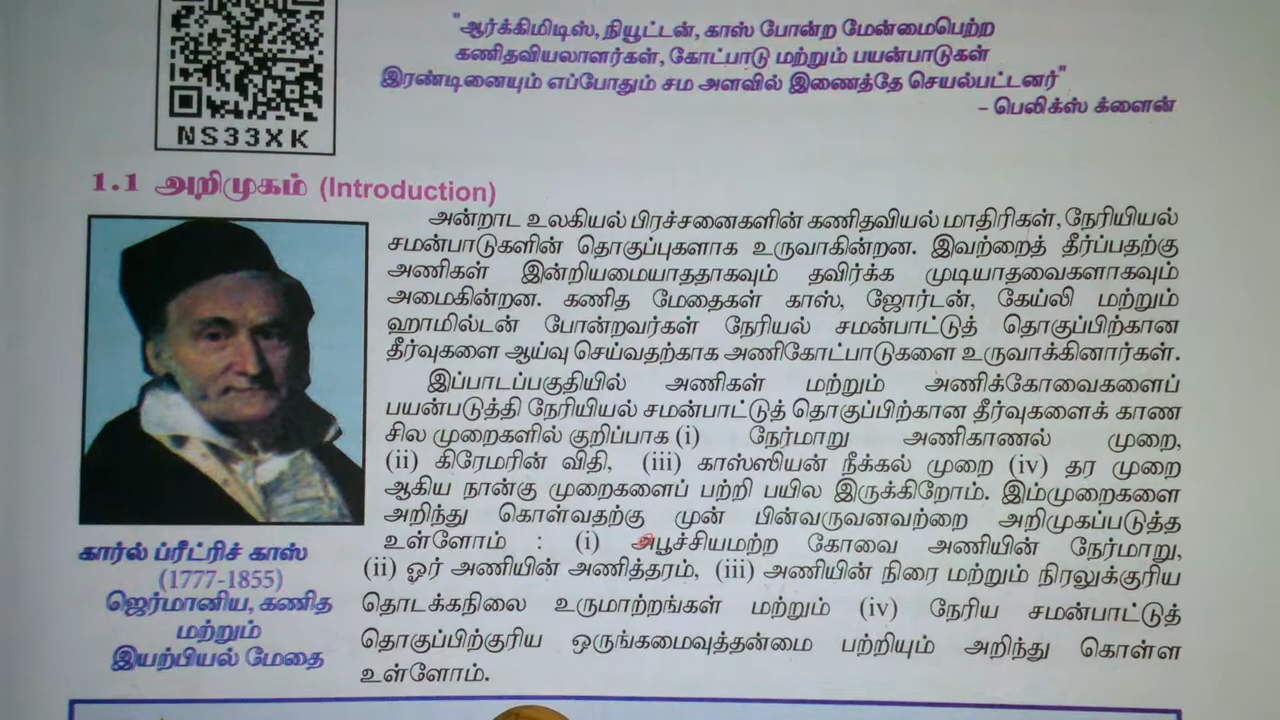 "ஆர்க்கிமிடிஸ், நியூட்டன், காஸ் போன்ற மேன்மைபெற்ற
கணிதவியலாளர்கள், கோட்பாடு மற்றும் பயன்பாடுகள்
இரண்டினையும் எப்போதும் சம அளவில் இணைத்தே செயல்பட்டனர்"
– பெலிக்ஸ் க்ளைன்
NS33XK
1.1 அறிமுகம் (Introduction)
அன்றாட உலகியல் பிரச்சனைகளின் கணிதவியல் மாதிரிகள், நேரியியல்
சமன்பாடுகளின் தொகுப்புகளாக உருவாகின்றன. இவற்றைத் தீர்ப்பதற்கு
அணிகள் இன்றியமையாததாகவும் தவிர்க்க முடியாதவைகளாகவும்
அமைகின்றன. கணித மேதைகள் காஸ், ஜோர்டன், கேய்லி மற்றும்
ஹாமில்டன் போன்றவர்கள் நேரியல் சமன்பாட்டுத் தொகுப்பிற்கான
தீர்வுகளை ஆய்வு செய்வதற்காக அணிகோட்பாடுகளை உருவாக்கினார்கள்.
இப்பாடப்பகுதியில் அணிகள் மற்றும் அணிக்கோவைகளைப்
பயன்படுத்தி நேரியியல் சமன்பாட்டுத் தொகுப்பிற்கான தீர்வுகளைக் காண
சில முறைகளில் குறிப்பாக (i) நேர்மாறு அணிகாணல் முறை,
(ii) கிரேமரின் விதி, (iii) காஸ்ஸியன் நீக்கல் முறை (iv) தர முறை
ஆகிய நான்கு முறைகளைப் பற்றி பயில இருக்கிறோம். இம்முறைகளை
அறிந்து கொள்வதற்கு முன் பின்வருவனவற்றை அறிமுகப்படுத்த
உள்ளோம் : (i) அபூச்சியமற்ற கோவை அணியின் நேர்மாறு,
(ii) ஓர் அணியின் அணித்தரம், (iii) அணியின் நிரை மற்றும் நிரலுக்குரிய
தொடக்கநிலை உருமாற்றங்கள் மற்றும் (iv) நேரிய சமன்பாட்டுத்
தொகுப்பிற்குரிய ஒருங்கமைவுத்தன்மை பற்றியும் அறிந்து கொள்ள
உள்ளோம்.
கார்ல் ப்ரீட்ரிச் காஸ்
(1777-1855)
ஜெர்மானிய, கணித
மற்றும்
இயற்பியல் மேதை